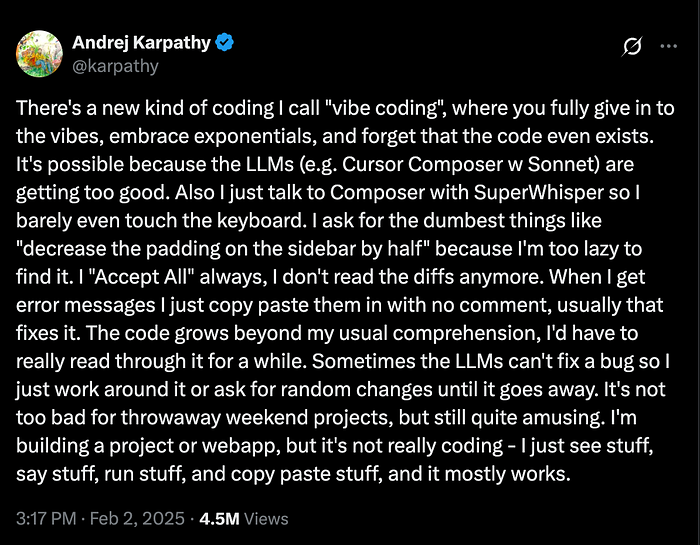 Andrej Karpathy
@karpathy
There's a new kind of coding I call "vibe coding", where you fully give in to
the vibes, embrace exponentials, and forget that the code even exists.
It's possible because the LLMs (e.g. Cursor Composer w Sonnet) are
getting too good. Also I just talk to Composer with SuperWhisper so I
barely even touch the keyboard. I ask for the dumbest things like
"decrease the padding on the sidebar by half" because I'm too lazy to
find it. I "Accept All" always, I don't read the diffs anymore. When I get
error messages I just copy paste them in with no comment, usually that
fixes it. The code grows beyond my usual comprehension, I'd have to
really read through it for a while. Sometimes the LLMs can't fix a bug so I
just work around it or ask for random changes until it goes away. It's not
too bad for throwaway weekend projects, but still quite amusing. I'm
building a project or webapp, but it's not really coding - I just see stuff,
say stuff, run stuff, and copy paste stuff, and it mostly works.
3:17 PM · Feb 2, 2025 · 4.5M Views